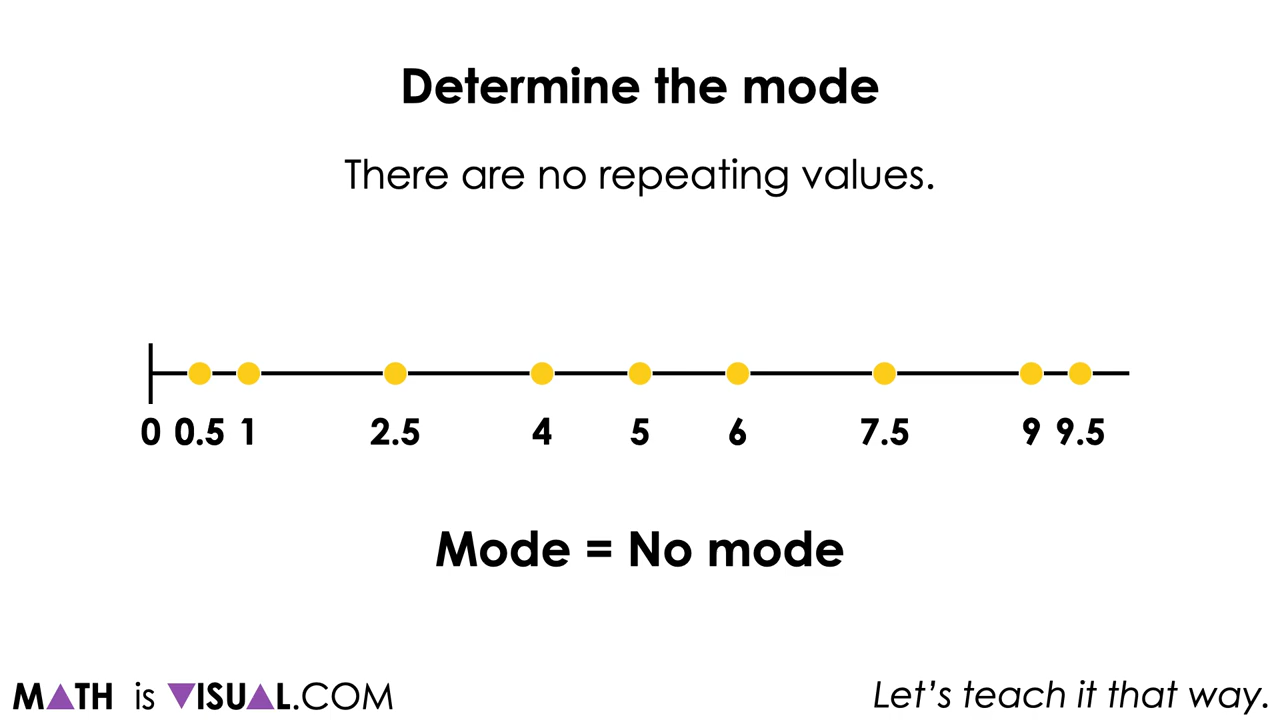 Determine the mode
There are no repeating values.
0 0.5 1 2.5 4 5 6 7.5 9 9.5
Mode = No mode
MATH is VISUAL.COM
Let's teach it that way.